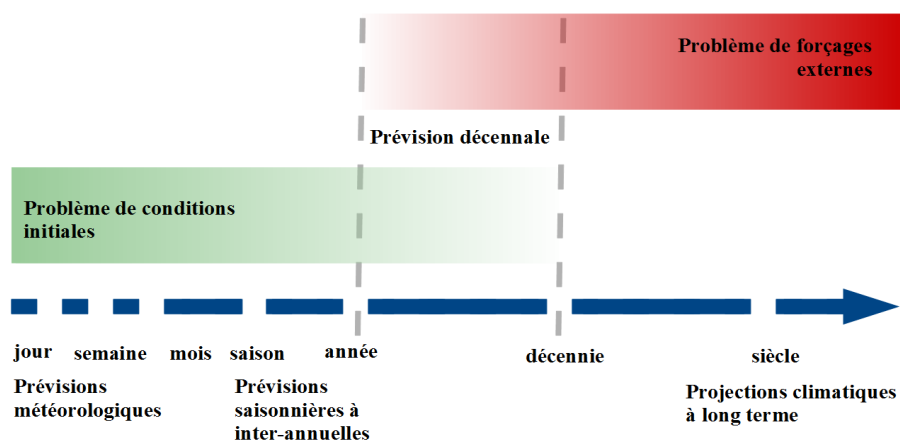 Problème de forçages
externes
Prévision décennale
Problème de conditions
initiales
jour semaine mois saison année décennie siècle
Prévisions
météorologiques
Prévisions
saisonnières à
inter-annuelles
Projections climatiques
à long terme